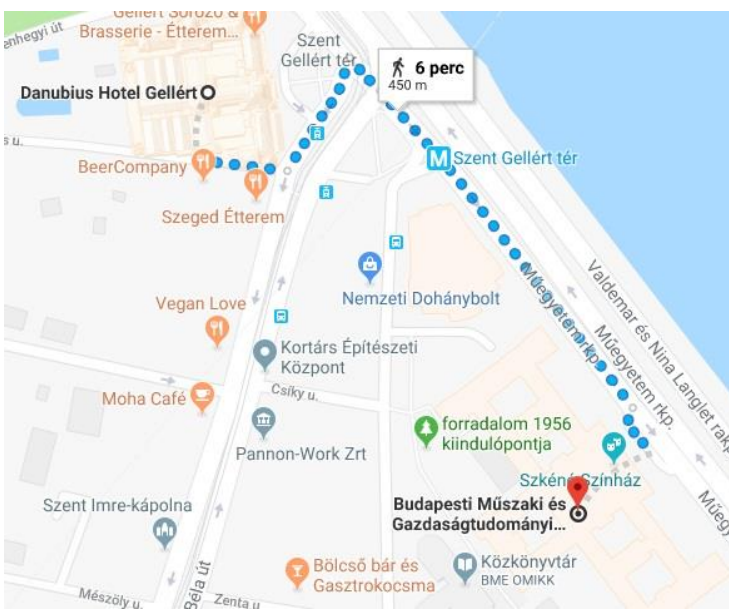 Gellért Söröző &
Brasserie - Étterem...
enhegyi út
Szent
Gellért tér
6 perc
450 m
Danubius Hotel Gellért
s u.
BeerCompany
M Szent Gellért tér
Szeged Étterem
Nemzeti Dohánybolt
Vegan Love
Műegyetem rkp.
Valdemar és Nina Langlet rakp
Műegyetem rkp.
Kortárs Építészeti
Központ
Csíky u.
Moha Café
forradalom 1956
kiindulópontja
Pannon-Work Zrt
Szkéné Színház
Szent Imre-kápolna
Budapesti Műszaki és
Gazdaságtudományi...
Műegy
Bölcső bár és
Gasztrokocsma
Közkönyvtár
BME OMIKK
Béla út
Mészöly u.
Zenta u.